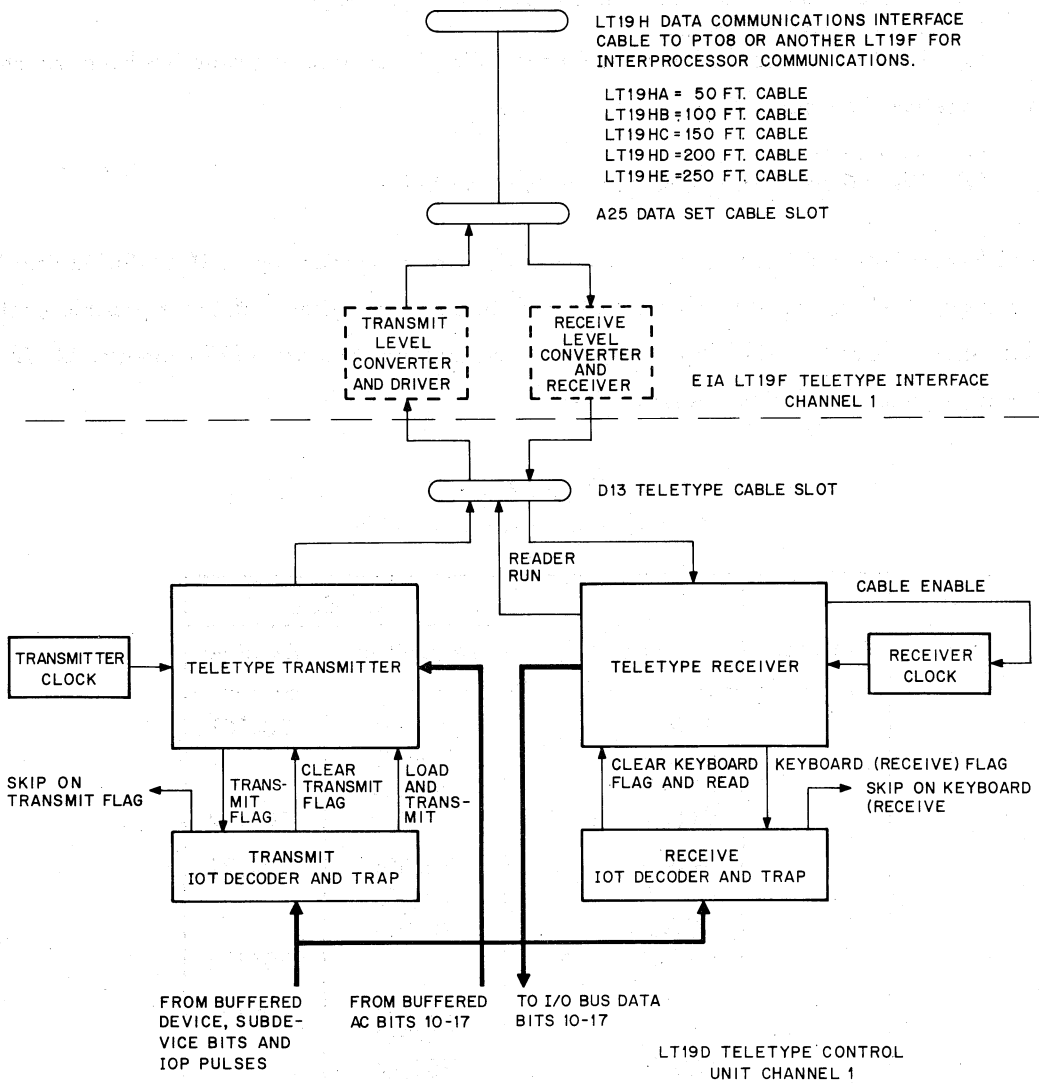 LT19H DATA COMMUNICATIONS INTERFACE
CABLE TO PT08 OR ANOTHER LT19F FOR
INTERPROCESSOR COMMUNICATIONS.
LT19HA = 50 FT. CABLE
LT19HB = 100 FT. CABLE
LT19HC = 150 FT. CABLE
LT19HD = 200 FT. CABLE
LT19HE = 250 FT. CABLE
A25 DATA SET CABLE SLOT
TRANSMIT
LEVEL
CONVERTER
AND DRIVER
RECEIVE
LEVEL
CONVERTER
AND
RECEIVER
EIA LT19F TELETYPE INTERFACE
CHANNEL 1
D13 TELETYPE CABLE SLOT
READER
RUN
CABLE ENABLE
TRANSMITTER
CLOCK
TELETYPE TRANSMITTER
TELETYPE RECEIVER
RECEIVER
CLOCK
SKIP ON
TRANSMIT FLAG
TRANS-
MIT
FLAG
CLEAR
TRANSMIT
FLAG
LOAD
AND
TRANS-
MIT
CLEAR KEYBOARD
FLAG AND READ
KEYBOARD (RECEIVE) FLAG
SKIP ON KEYBOARD
(RECEIVE
TRANSMIT
IOT DECODER AND TRAP
RECEIVE
IOT DECODER AND TRAP
FROM BUFFERED
DEVICE, SUBDE-
VICE BITS AND
IOP PULSES
FROM BUFFERED
AC BITS 10-17
TO I/O BUS DATA
BITS 10-17
LT19D TELETYPE CONTROL
UNIT CHANNEL 1